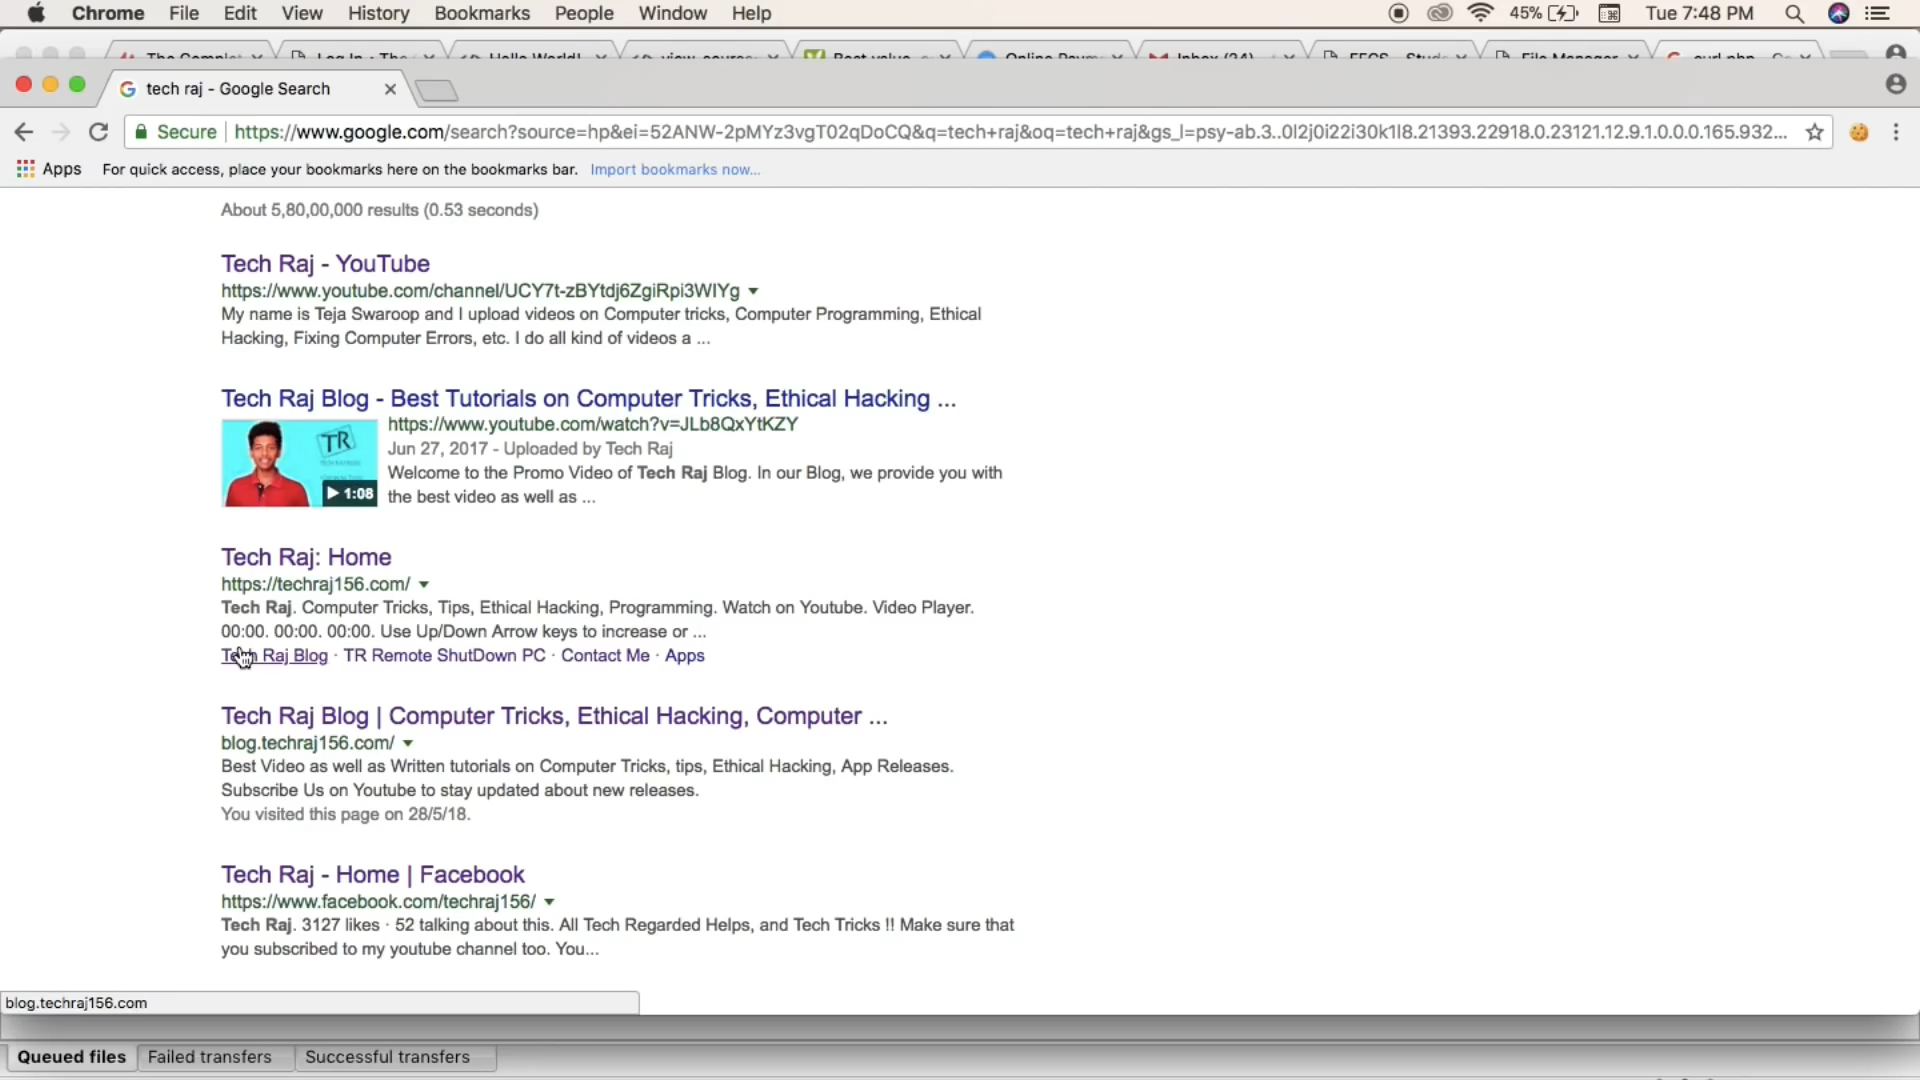 Chrome File Edit View History Bookmarks People Window Help 45% Tue 7:48 PM
Log In Hello World! Best value Inbox (24) File Manager
tech raj - Google Search
Secure https://www.google.com/search?source=hp&ei=52ANW-2pMYz3vgT02qDoCQ&q=tech+raj&oq=tech+raj&gs_l=psy-ab.3..0l2j0i22i30k1l8.21393.22918.0.23121.12.9.1.0.0.0.165.932...
Apps For quick access, place your bookmarks here on the bookmarks bar. Import bookmarks now...
About 5,80,00,000 results (0.53 seconds)
Tech Raj - YouTube
https://www.youtube.com/channel/UCY7t-zBYtdj6ZgiRpi3WIYg
My name is Teja Swaroop and I upload videos on Computer tricks, Computer Programming, Ethical
Hacking, Fixing Computer Errors, etc. I do all kind of videos a ...
Tech Raj Blog - Best Tutorials on Computer Tricks, Ethical Hacking ...
https://www.youtube.com/watch?v=JLb8QxYtKZY
Jun 27, 2017 - Uploaded by Tech Raj
Welcome to the Promo Video of Tech Raj Blog. In our Blog, we provide you with
the best video as well as ...
TR
1:08
Tech Raj: Home
https://techraj156.com/
Tech Raj. Computer Tricks, Tips, Ethical Hacking, Programming. Watch on Youtube. Video Player.
00:00. 00:00. 00:00. Use Up/Down Arrow keys to increase or ...
Tech Raj Blog · TR Remote ShutDown PC · Contact Me · Apps
Tech Raj Blog | Computer Tricks, Ethical Hacking, Computer ...
blog.techraj156.com/
Best Video as well as Written tutorials on Computer Tricks, tips, Ethical Hacking, App Releases.
Subscribe Us on Youtube to stay updated about new releases.
You visited this page on 28/5/18.
Tech Raj - Home | Facebook
https://www.facebook.com/techraj156/
Tech Raj. 3127 likes · 52 talking about this. All Tech Regarded Helps, and Tech Tricks !! Make sure that
you subscribed to my youtube channel too. You...
blog.techraj156.com
Queued files Failed transfers Successful transfers